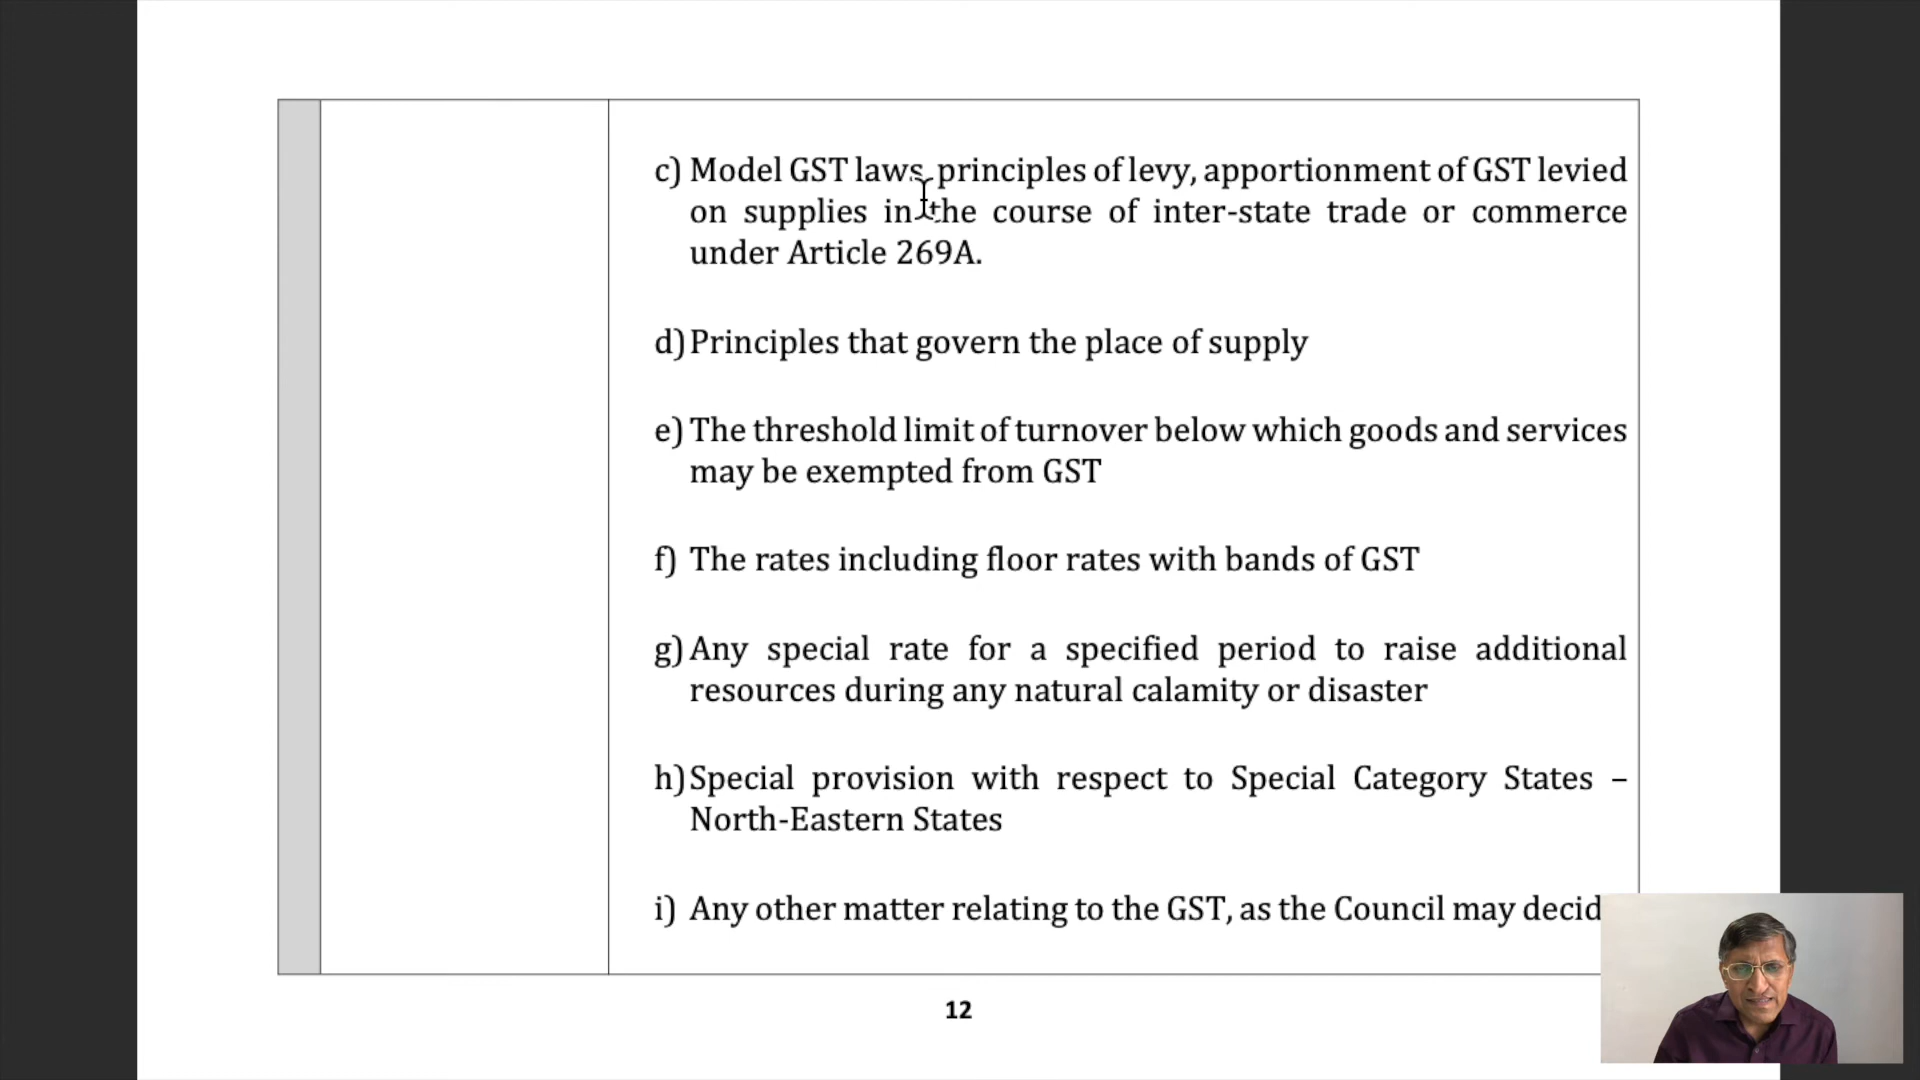 c) Model GST laws, principles of levy, apportionment of GST levied
on supplies in the course of inter-state trade or commerce
under Article 269A.
d) Principles that govern the place of supply
e) The threshold limit of turnover below which goods and services
may be exempted from GST
f) The rates including floor rates with bands of GST
g) Any special rate for a specified period to raise additional
resources during any natural calamity or disaster
h) Special provision with respect to Special Category States –
North-Eastern States
i) Any other matter relating to the GST, as the Council may decid
12